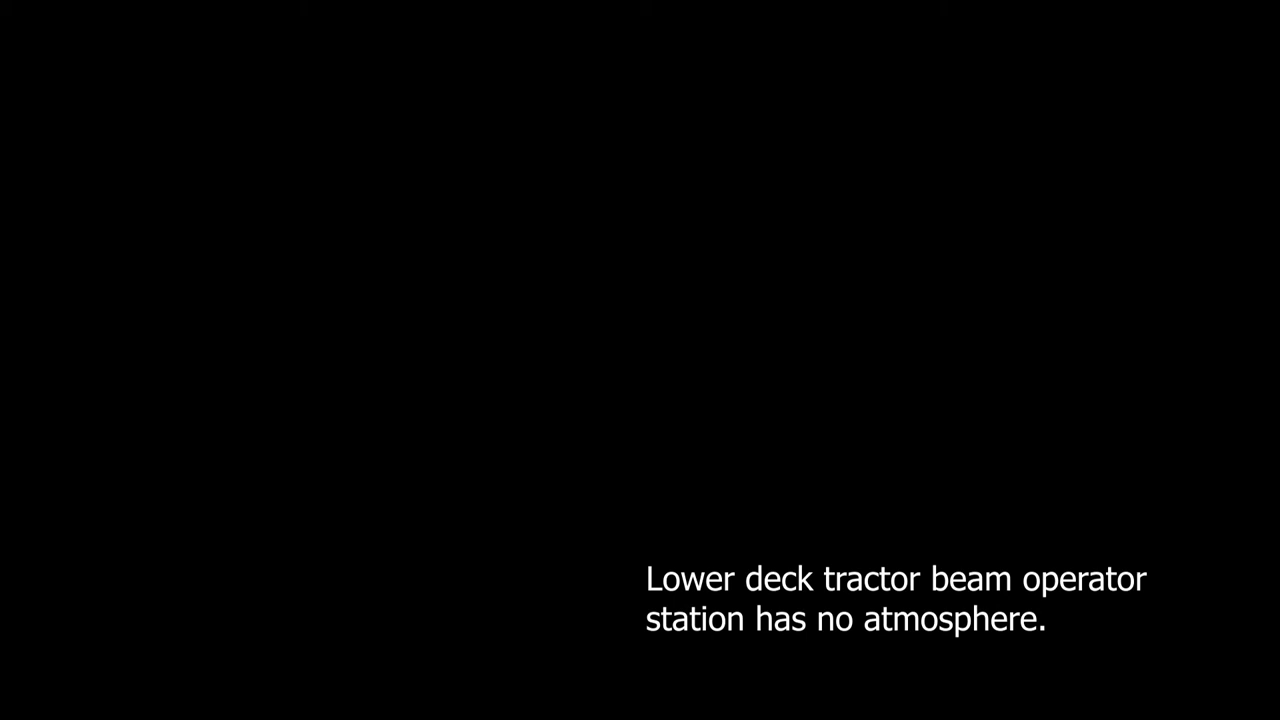 Lower deck tractor beam operator
station has no atmosphere.